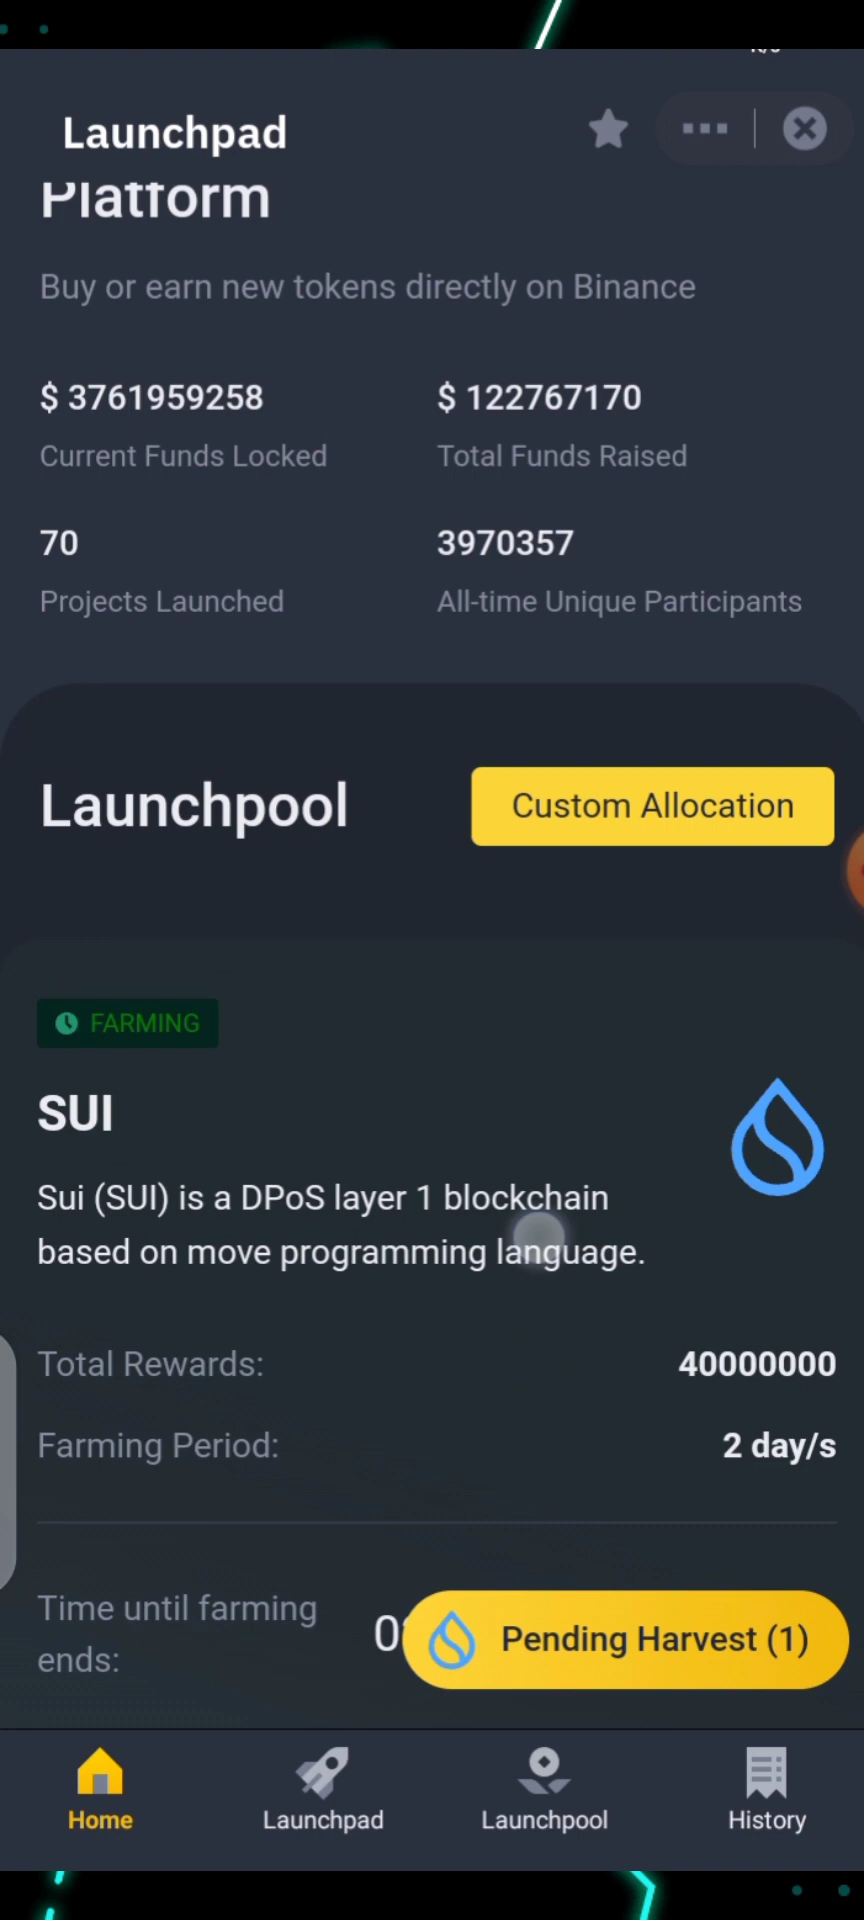 Launchpad
Platform
Buy or earn new tokens directly on Binance
$ 3761959258
$ 122767170
Current Funds Locked
Total Funds Raised
70
3970357
Projects Launched
All-time Unique Participants
Launchpool
Custom Allocation
FARMING
SUI
Sui (SUI) is a DPoS layer 1 blockchain
based on move programming language.
Total Rewards:
40000000
Farming Period:
2 day/s
Time until farming
ends:
Pending Harvest (1)
Home
Launchpad
Launchpool
History